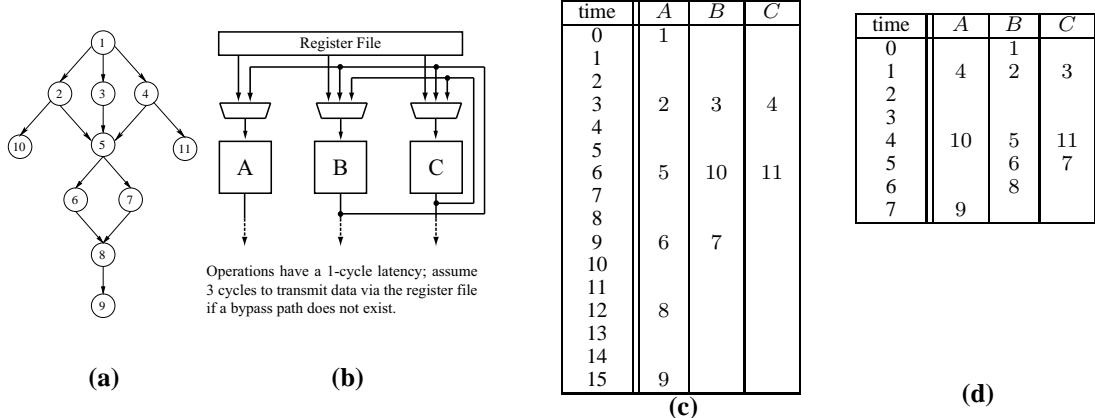 1
2
3
4
10
5
11
6
7
8
9
(a)
Register File
A
B
C
Operations have a 1-cycle latency; assume
3 cycles to transmit data via the register file
if a bypass path does not exist.
(b)
time A B C
0 1
1
2
3 2 3 4
4
5
6 5 10 11
7
8
9 6 7
10
11
12 8
13
14
15 9
(c)
time A B C
0 1
1 4 2 3
2
3
4 10 5 11
5 6 7
6 8
7 9
(d)